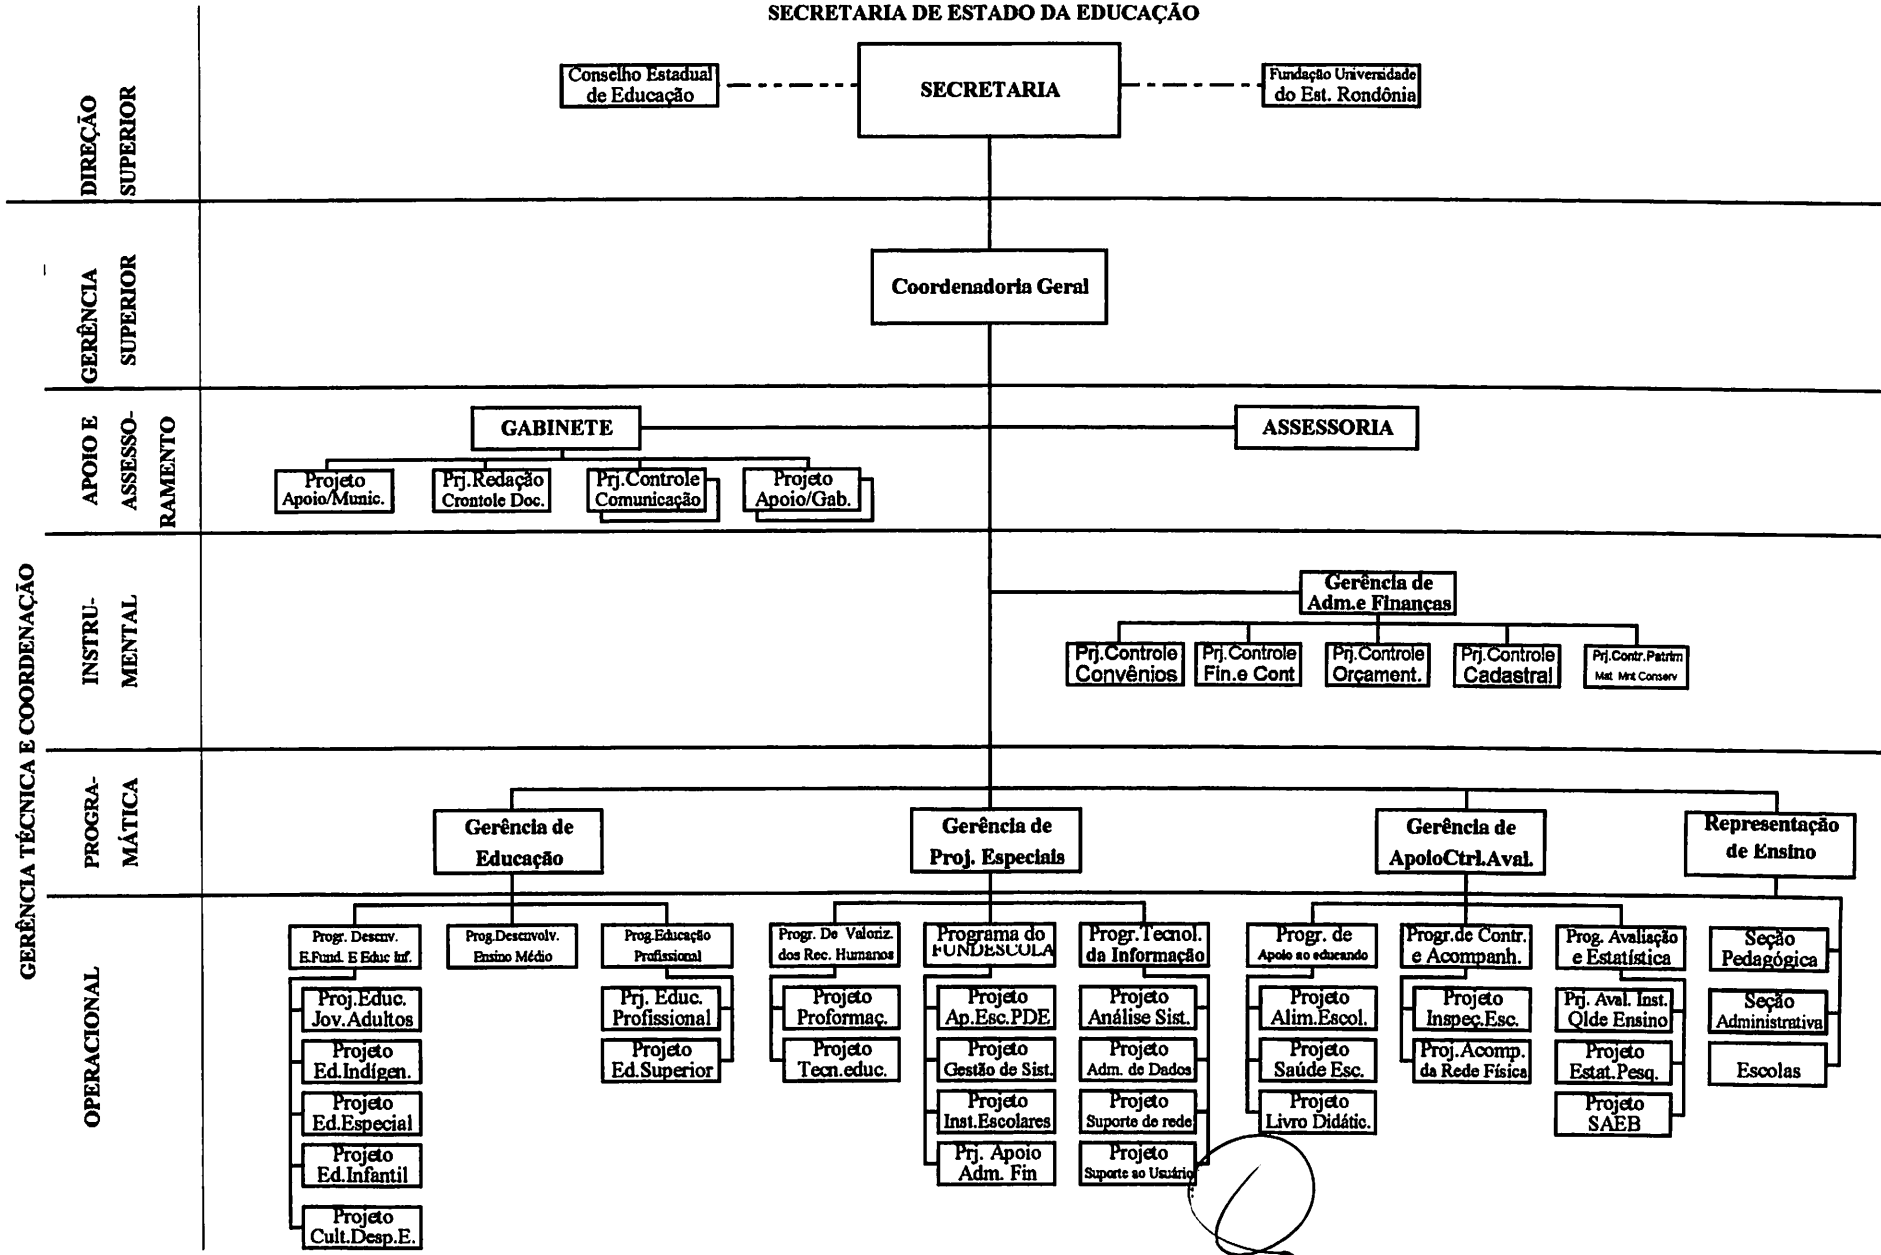 SECRETARIA DE ESTADO DA EDUCAÇÃO
DIREÇÃO
SUPERIOR
Conselho Estadual
de Educação
SECRETARIA
Fundação Universidade
do Est. Rondônia
GERÊNCIA
SUPERIOR
Coordenadoria Geral
GERÊNCIA TÉCNICA E COORDENAÇÃO
APOIO E
ASSESSO-
RAMENTO
GABINETE
ASSESSORIA
Projeto
Apoio/Munic.
Prj.Redação
Crontole Doc.
Prj.Controle
Comunicação
Projeto
Apoio/Gab.
INSTRU-
MENTAL
Gerência de
Adm.e Finanças
Prj.Controle
Convênios
Prj.Controle
Fin.e Cont
Prj.Controle
Orçament.
Prj.Controle
Cadastral
Prj.Contr.Patrim
Mat Mnt Conserv
PROGRA-
MÁTICA
Gerência de
Educação
Gerência de
Proj. Especiais
Gerência de
ApoioCtrl.Aval.
Representação
de Ensino
OPERACIONAL
Progr. Desenv.
E.Fund. E Educ Inf.
Proj.Educ.
Jov.Adultos
Projeto
Ed.Indígen.
Projeto
Ed.Especial
Projeto
Ed.Infantil
Projeto
Cult.Desp.E.
Prog.Desenvolv.
Ensino Médio
Prog.Educação
Profissional
Prj. Educ.
Profissional
Projeto
Ed.Superior
Progr. De Valoriz.
dos Rec. Humanos
Projeto
Proformaç.
Projeto
Tecn.educ.
Programa do
FUNDESCOLA
Projeto
Ap.Esc.PDE
Projeto
Gestão de Sist.
Projeto
Inst.Escolares
Prj. Apoio
Adm. Fin
Progr.Tecnol.
da Informação
Projeto
Análise Sist.
Projeto
Adm. de Dados
Projeto
Suporte de rede
Projeto
Suporte ao Usuário
Progr. de
Apoio ao educando
Projeto
Alim.Escol.
Projeto
Saúde Esc.
Projeto
Livro Didátic.
Progr.de Contr.
e Acompanh.
Projeto
Inspeç.Esc.
Proj.Acomp.
da Rede Física
Prog. Avaliação
e Estatística
Prj. Aval. Inst.
Qlde Ensino
Projeto
Estat.Pesq.
Projeto
SAEB
Seção
Pedagógica
Seção
Administrativa
Escolas